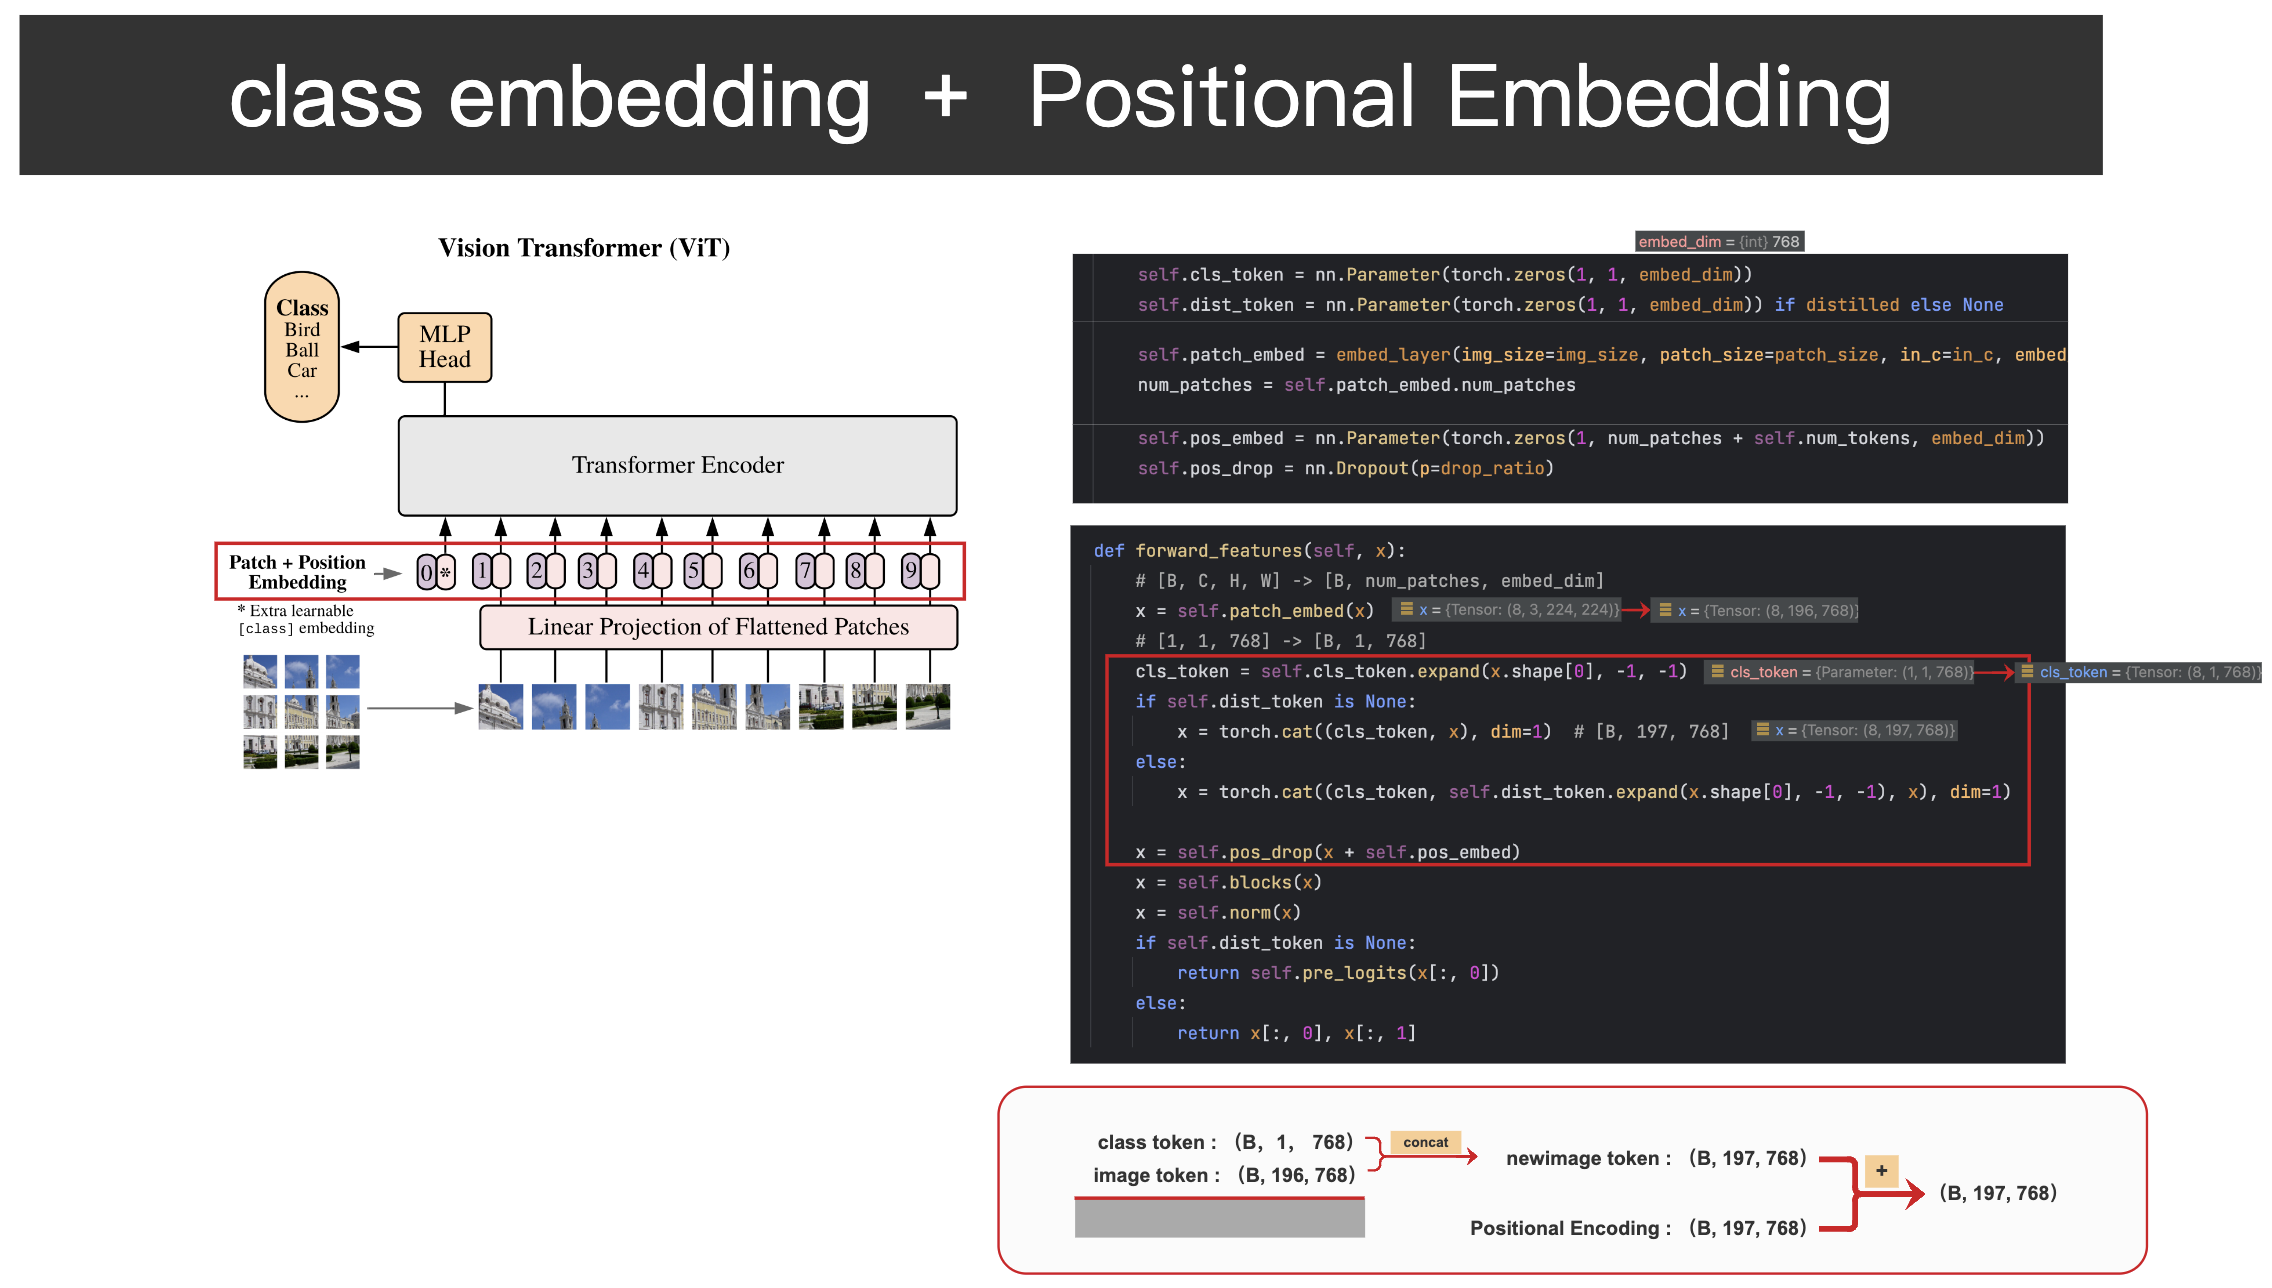 class embedding + Positional Embedding
Vision Transformer (ViT)
Class
Bird
Ball
Car
...
MLP
Head
Transformer Encoder
Patch + Position
Embedding
0 * 1 2 3 4 5 6 7 8 9
* Extra learnable
[class] embedding
Linear Projection of Flattened Patches
embed_dim = {int} 768
self.cls_token = nn.Parameter(torch.zeros(1, 1, embed_dim))
self.dist_token = nn.Parameter(torch.zeros(1, 1, embed_dim)) if distilled else None
self.patch_embed = embed_layer(img_size=img_size, patch_size=patch_size, in_c=in_c, embed
num_patches = self.patch_embed.num_patches
self.pos_embed = nn.Parameter(torch.zeros(1, num_patches + self.num_tokens, embed_dim))
self.pos_drop = nn.Dropout(p=drop_ratio)
def forward_features(self, x):
# [B, C, H, W] -> [B, num_patches, embed_dim]
x = self.patch_embed(x) x = {Tensor: (8, 3, 224, 224)} x = {Tensor: (8, 196, 768)}
# [1, 1, 768] -> [B, 1, 768]
cls_token = self.cls_token.expand(x.shape[0], -1, -1) cls_token = {Parameter: (1, 1, 768)} cls_token = {Tensor: (8, 1, 768)}
if self.dist_token is None:
x = torch.cat((cls_token, x), dim=1) # [B, 197, 768] x = {Tensor: (8, 197, 768)}
else:
x = torch.cat((cls_token, self.dist_token.expand(x.shape[0], -1, -1), x), dim=1)
x = self.pos_drop(x + self.pos_embed)
x = self.blocks(x)
x = self.norm(x)
if self.dist_token is None:
return self.pre_logits(x[:, 0])
else:
return x[:, 0], x[:, 1]
class token : （B, 1, 768）
image token : （B, 196, 768）
concat
newimage token : （B, 197, 768）
+
（B, 197, 768）
Positional Encoding : （B, 197, 768）